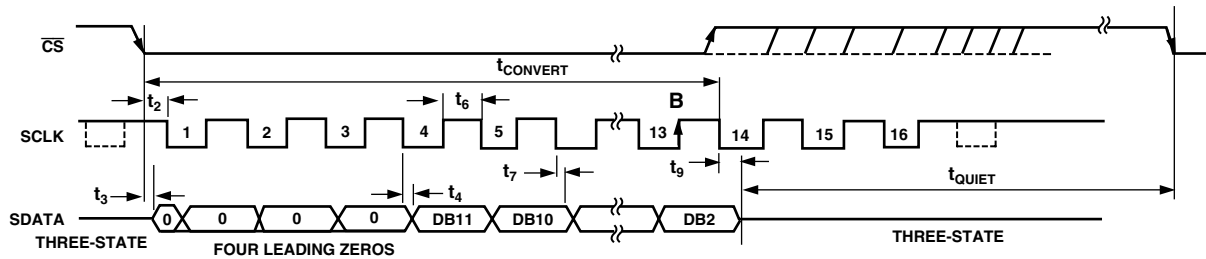 CS
tCONVERT
t2
t6
B
SCLK
1 2 3 4 5 13 14 15 16
t3
t4
t7
t9
tQUIET
SDATA
0 0 0 0 DB11 DB10 DB2
THREE-STATE
FOUR LEADING ZEROS
THREE-STATE